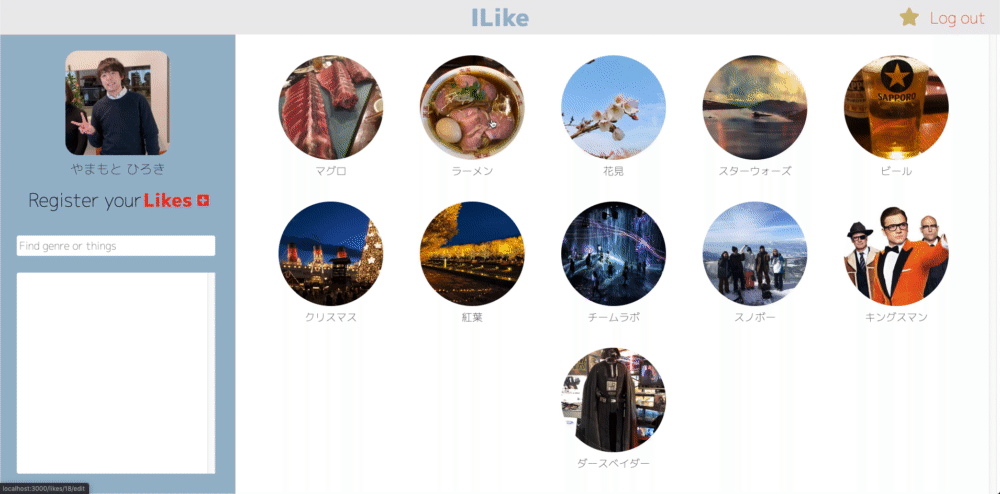 ILike
Log out
やまもと ひろき
Register your Likes
Find genre or things
SAPPORO
マグロ
ラーメン
花見
スターウォーズ
ビール
クリスマス
紅葉
チームラボ
スノボー
キングスマン
ダースベイダー
localhost:3000/likes/18/edit